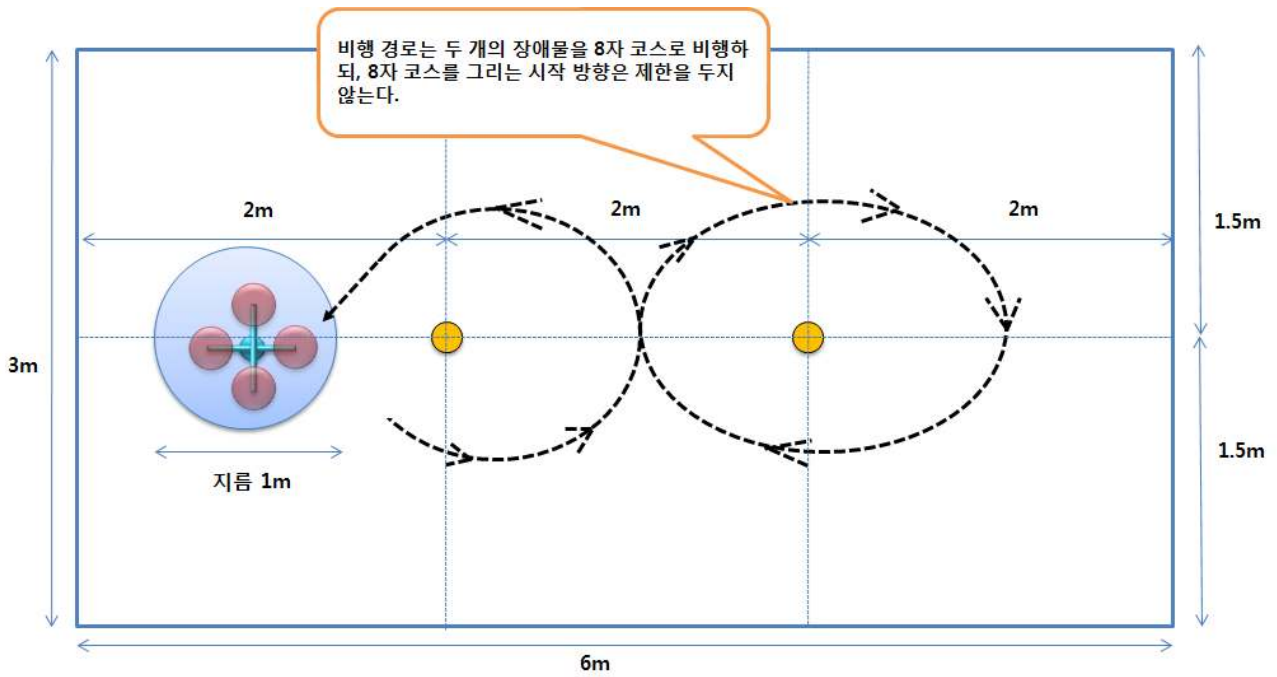 비행 경로는 두 개의 장애물을 8자 코스로 비행하
되, 8자 코스를 그리는 시작 방향은 제한을 두지
않는다.
2m
2m
2m
1.5m
3m
1.5m
지름 1m
6m